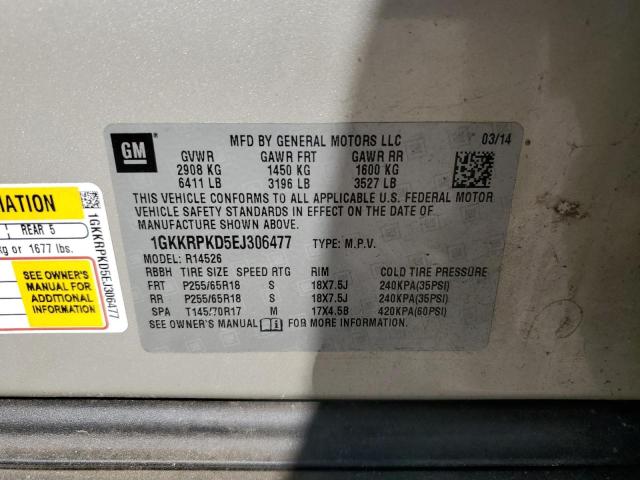 GM
MFD BY GENERAL MOTORS LLC 03/14
GVWR GAWR FRT GAWR RR
2908 KG 1450 KG 1600 KG
6411 LB 3196 LB 3527 LB
THIS VEHICLE CONFORMS TO ALL APPLICABLE U.S. FEDERAL MOTOR
VEHICLE SAFETY STANDARDS IN EFFECT ON THE DATE OF
MANUFACTURE SHOWN ABOVE.
1GKKRPKD5EJ306477 TYPE: M.P.V.
MODEL: R14526
RBBH TIRE SIZE SPEED RTG RIM COLD TIRE PRESSURE
FRT P255/65R18 S 18X7.5J 240KPA(35PSI)
RR P255/65R18 S 18X7.5J 240KPA(35PSI)
SPA T145/70R17 M 17X4.5B 420KPA(60PSI)
SEE OWNER'S MANUAL FOR MORE INFORMATION.
MATION
REAR 5
kg or 1677 lbs.
SEE OWNER'S
MANUAL FOR
ADDITIONAL
INFORMATION
1GKKRPKD5EJ306477